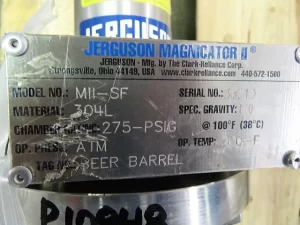 JERGUSON MAGNICATOR II®
JERGUSON - Mfg. by The Clark-Reliance Corp.
Strongsville, Ohio 44149, USA www.clarkreliance.com 440-572-1500
MODEL NO.: MII-SF SERIAL NO.:
MATERIAL: 304L SPEC. GRAVITY:
CHAMBER 275-PSIG @ 100°F (38°C)
OP. PRES.: ATM OP. TEMP.:
TAG NO.: BEER BARREL